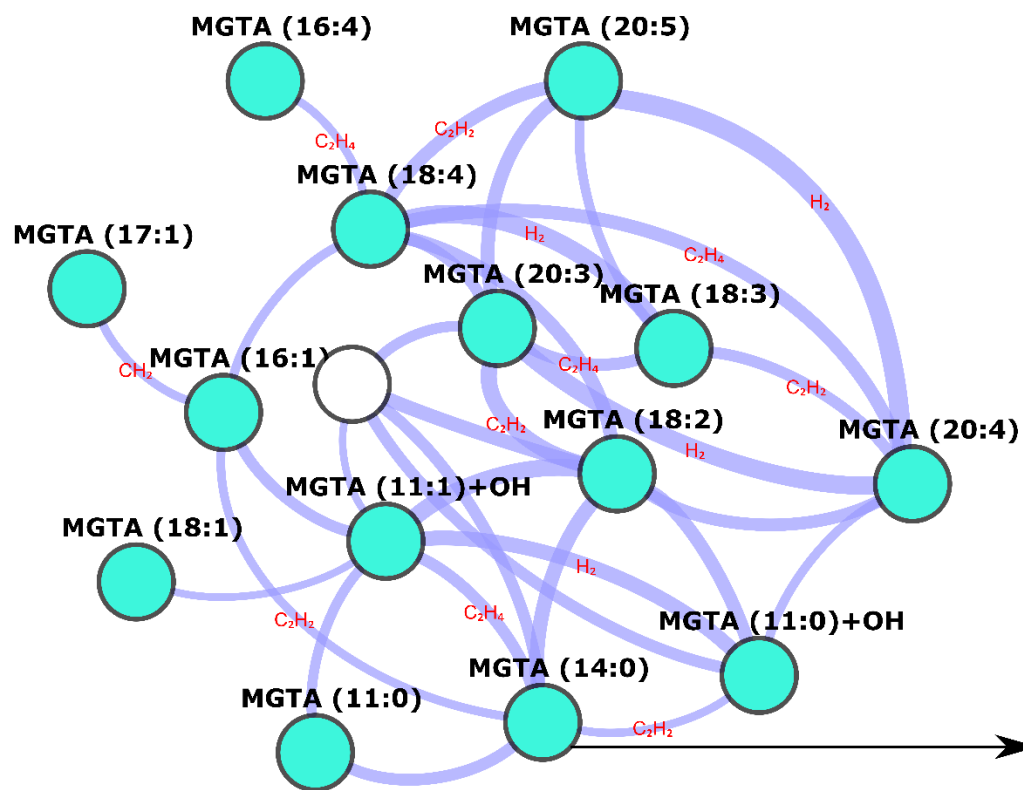 MGTA (16:4)
MGTA (20:5)
C₂H₄
C₂H₂
MGTA (18:4)
H₂
MGTA (17:1)
H₂
C₂H₄
MGTA (20:3)
MGTA (18:3)
MGTA (16:1)
CH₂
C₂H₄
C₂H₂
MGTA (18:2)
C₂H₂
MGTA (20:4)
H₂
MGTA (11:1)+OH
MGTA (18:1)
H₂
C₂H₄
C₂H₂
MGTA (11:0)+OH
MGTA (14:0)
MGTA (11:0)
C₂H₂